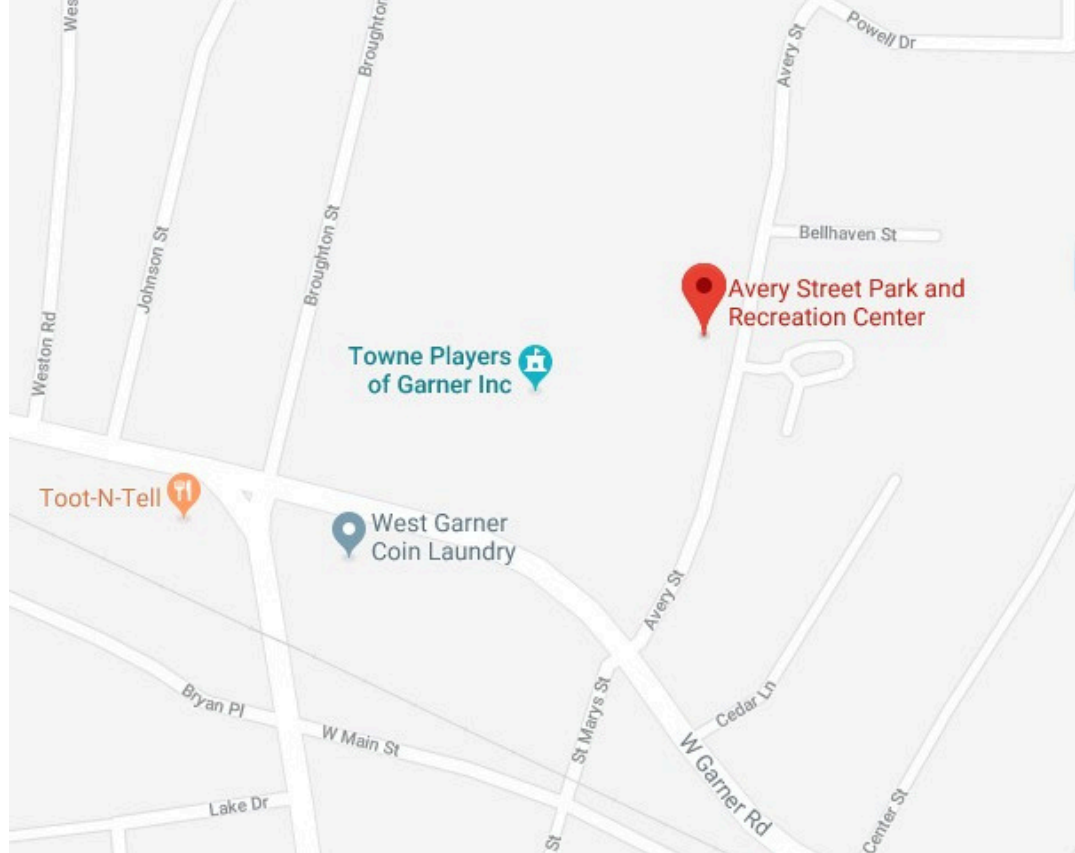 Wes
Broughton
Avery St
Powell Dr
Johnson St
Broughton St
Bellhaven St
Weston Rd
Avery Street Park and
Recreation Center
Towne Players
of Garner Inc
Toot-N-Tell
West Garner
Coin Laundry
Avery St
Bryan Pl
W Main St
St Marys St
Cedar Ln
W Garner Rd
Lake Dr
Center St
St